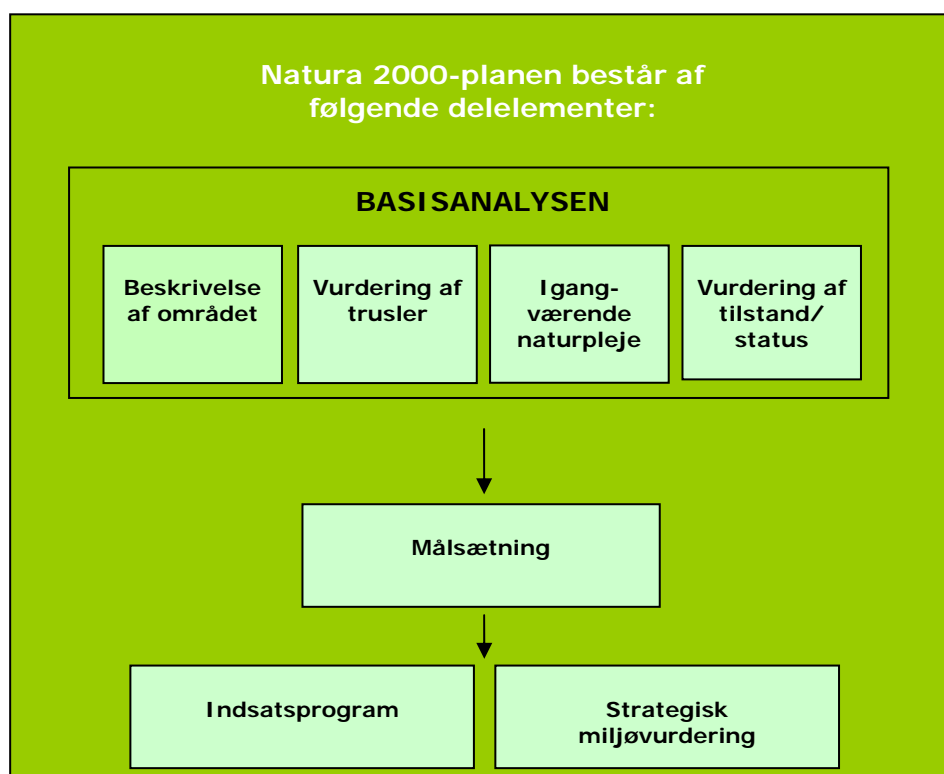 Natura 2000-planen består af
følgende delelementer:
BASISANALYSEN
Beskrivelse
af området
Vurdering af
trusler
Igang-
værende
naturpleje
Vurdering af
tilstand/
status
Målsætning
Indsatsprogram
Strategisk
miljøvurdering